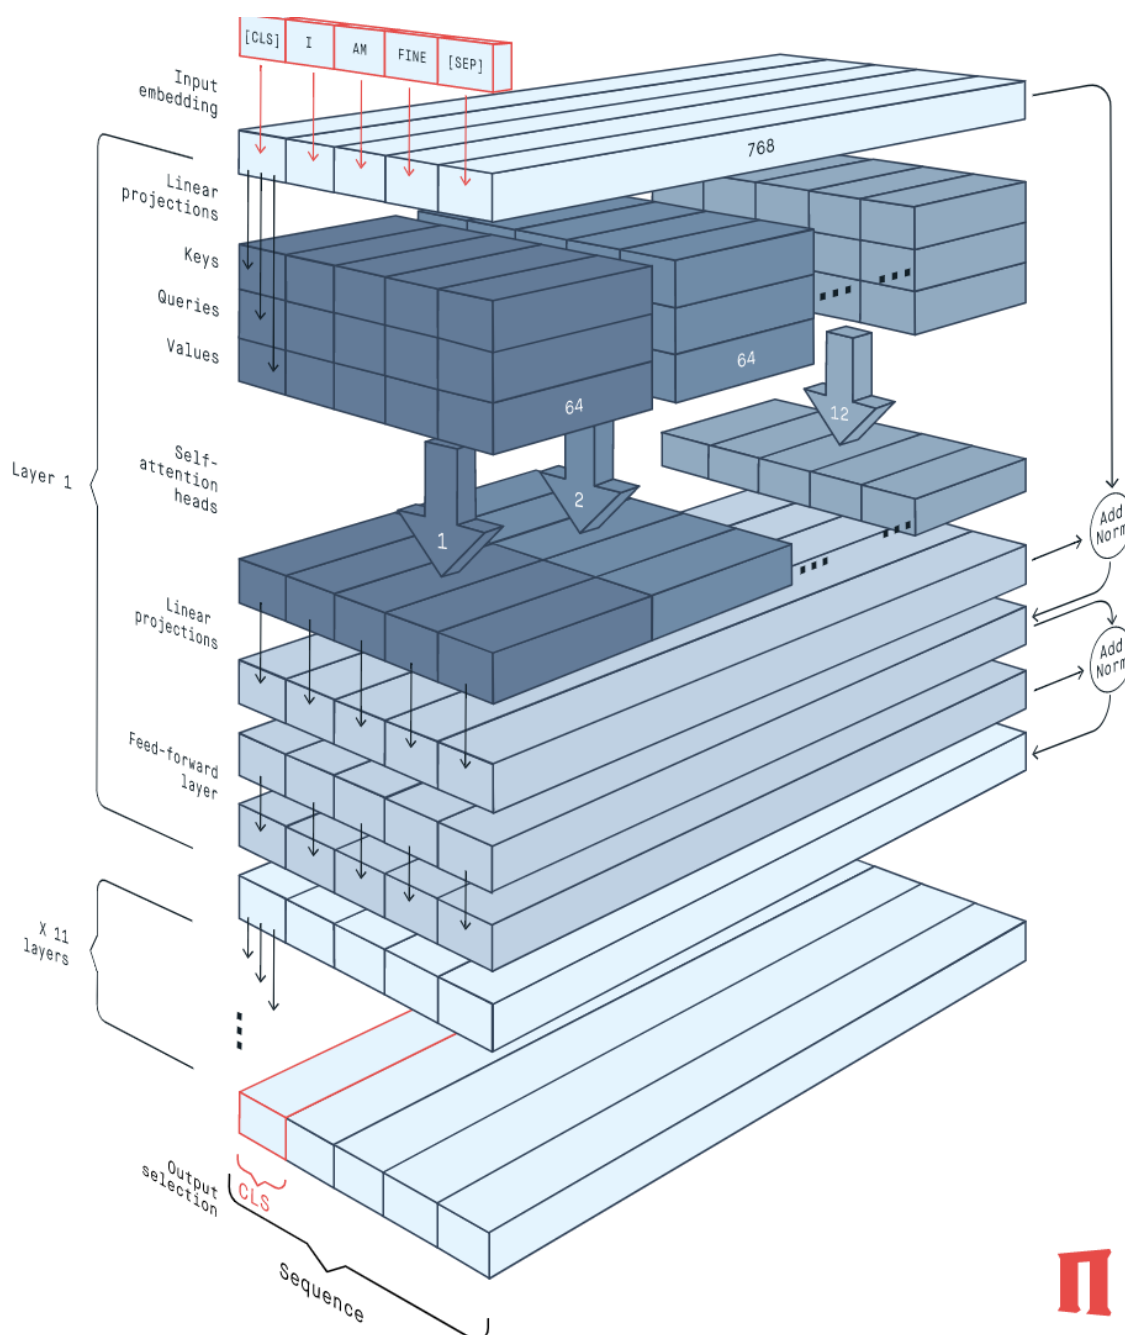 [CLS] I AM FINE [SEP]
Input
embedding
768
Linear
projections
Keys
Queries
Values
64
64
12
Layer 1
Self-
attention
heads
1
2
Add
Norm
Linear
projections
Add
Norm
Feed-forward
layer
X 11
layers
Output
selection
CLS
Sequence